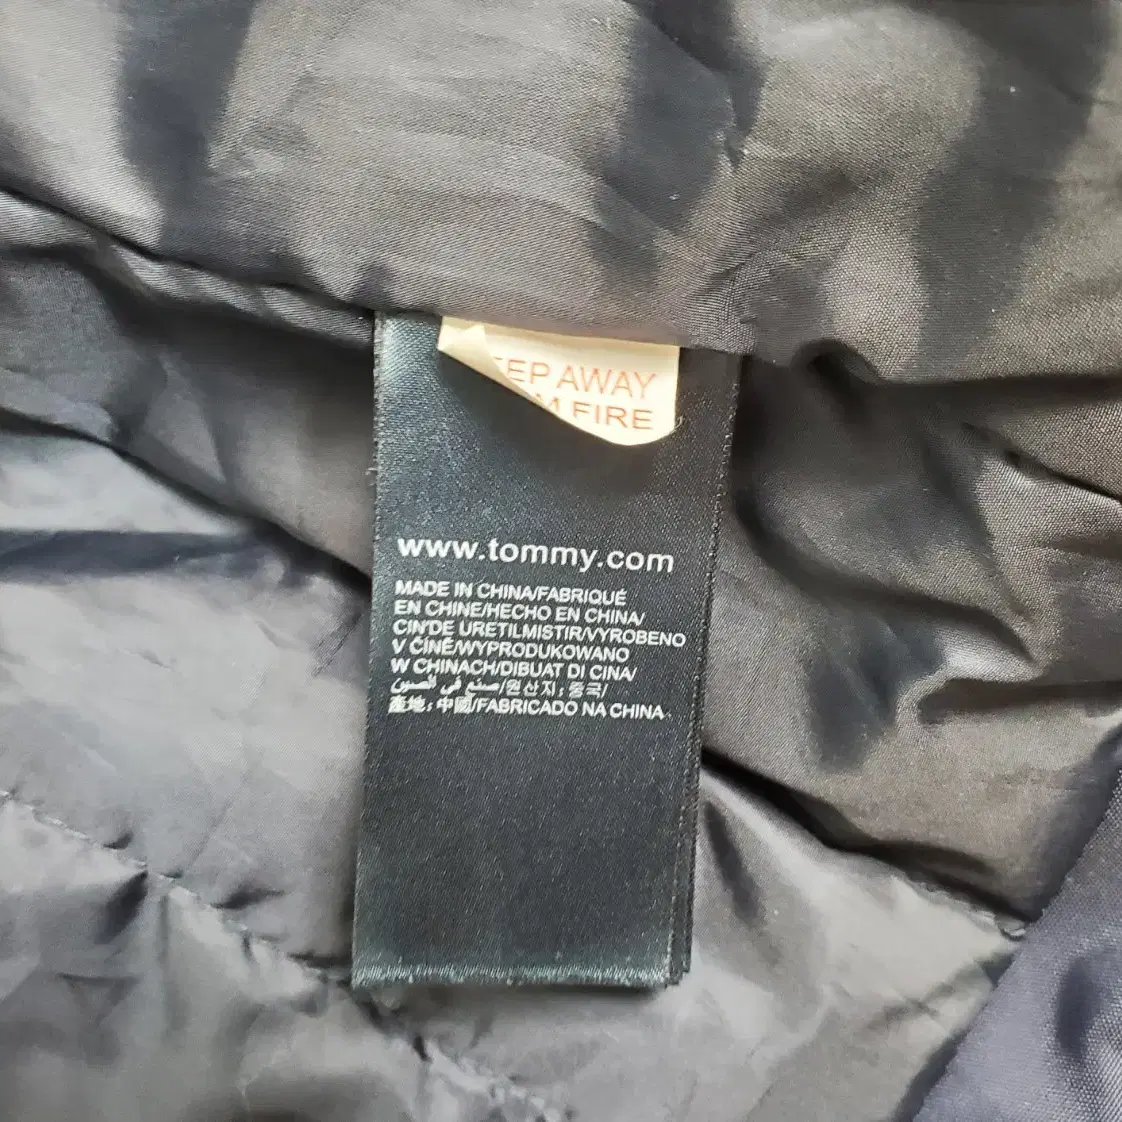 EP AWAY
M FIRE
www.tommy.com
MADE IN CHINA/FABRIQUÉ
EN CHINE/HECHO EN CHINA/
CIN'DE URETILMISTIR/VYROBENO
V ČÍNĚ/WYPRODUKOWANO
W CHINACH/DIBUAT DI CINA/
صنع في الصين/원산지: 중국/
產地: 中國/FABRICADO NA CHINA